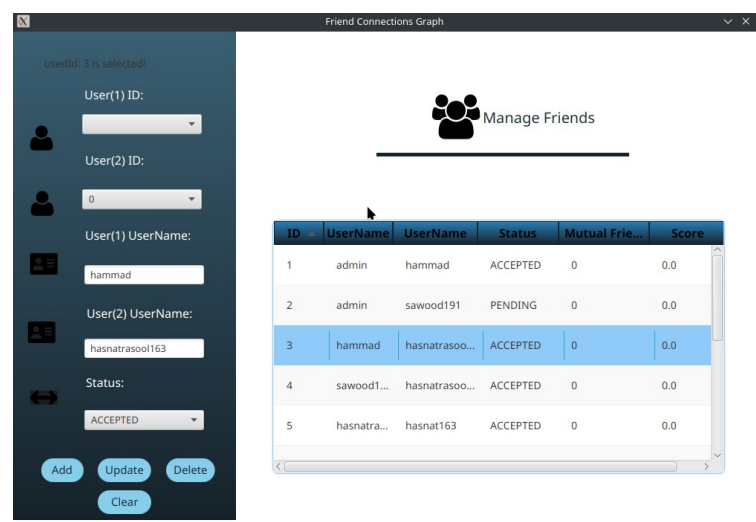 Friend Connections Graph
usedId: 3 is selected!
User(1) ID:
User(2) ID:
0
User(1) UserName:
hammad
User(2) UserName:
hasnatrasool163
Status:
ACCEPTED
Add Update Delete
Clear
Manage Friends
ID UserName UserName Status Mutual Frie... Score
1 admin hammad ACCEPTED 0 0.0
2 admin sawood191 PENDING 0 0.0
3 hammad hasnatrasoo... ACCEPTED 0 0.0
4 sawood1... hasnatrasoo... ACCEPTED 0 0.0
5 hasnatra... hasnat163 ACCEPTED 0 0.0